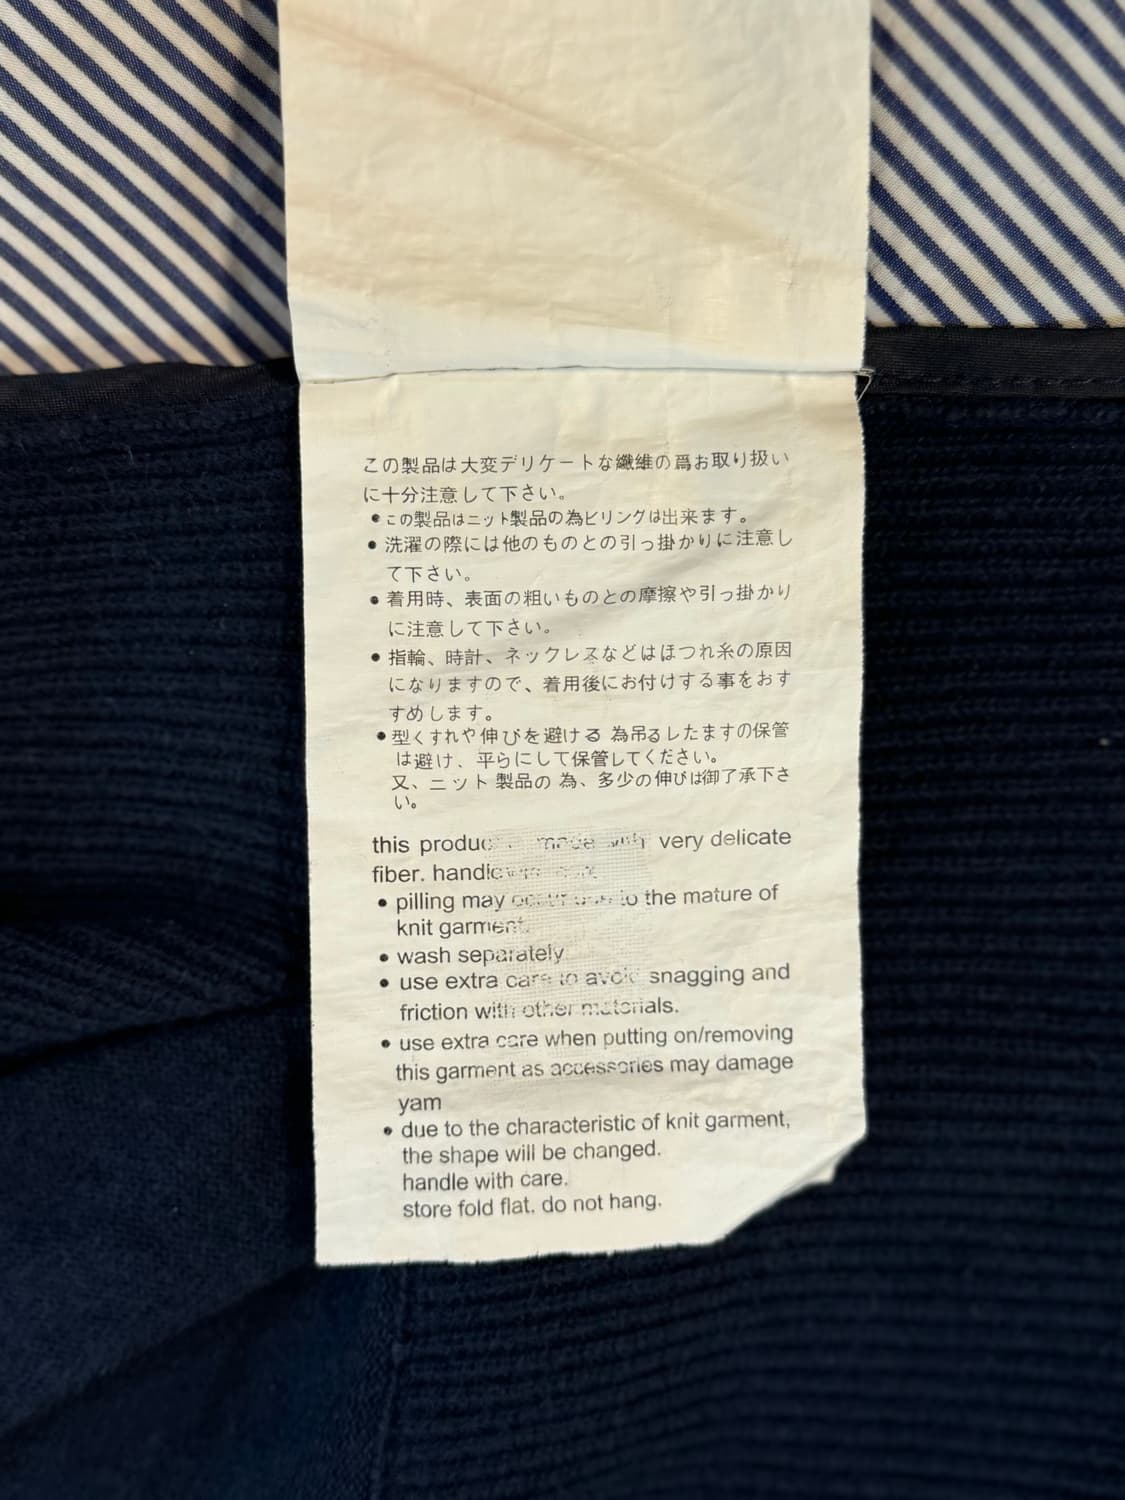 この製品は大変デリケートな繊維の爲お取り扱い
に十分注意して下さい。
●この製品はニット製品の為ピリングは出来ます。
●洗濯の際には他のものとの引っ掛かりに注意し
て下さい。
●着用時、表面の粗いものとの摩擦や引っ掛かり
に注意して下さい。
●指輪、時計、ネックレスなどはほつれ糸の原因
になりますので、着用後にお付けする事をおす
すめします。
●型くすれや伸びを避ける 為吊るしたますの保管
は避け、平らにして保管してください。
又、ニット 製品の 為、多少の伸びは御了承下さ
い。
this product made with very delicate
fiber. handle
● pilling may occur due to the mature of
knit garment.
● wash separately
● use extra care to avoid snagging and
friction with other materials.
● use extra care when putting on/removing
this garment as accessories may damage
yam
● due to the characteristic of knit garment,
the shape will be changed.
handle with care.
store fold flat. do not hang.